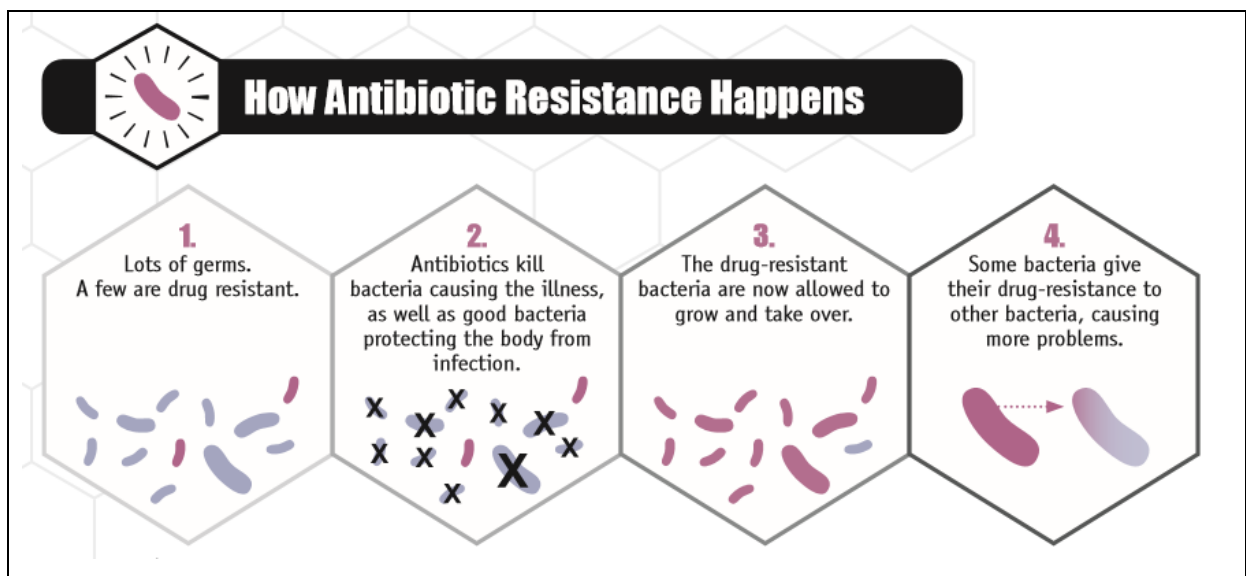 How Antibiotic Resistance Happens
1.
Lots of germs.
A few are drug resistant.
2.
Antibiotics kill
bacteria causing the illness,
as well as good bacteria
protecting the body from
infection.
X X X X X X X X X X
3.
The drug-resistant
bacteria are now allowed to
grow and take over.
4.
Some bacteria give
their drug-resistance to
other bacteria, causing
more problems.